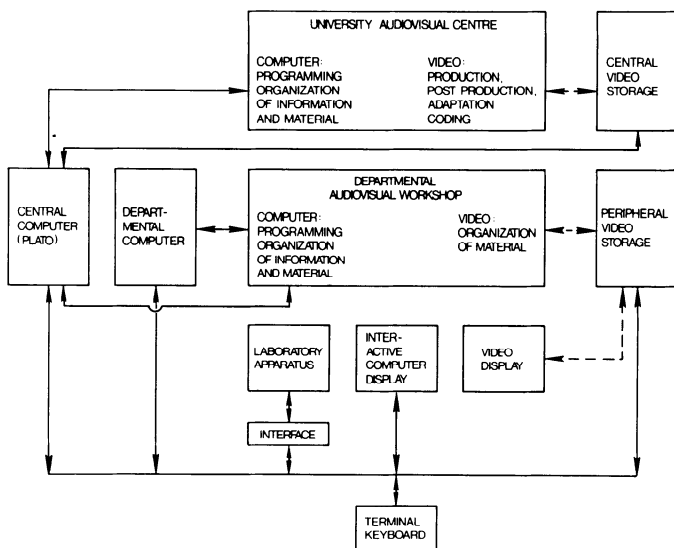 UNIVERSITY AUDIOVISUAL CENTRE
COMPUTER:
PROGRAMMING
ORGANIZATION
OF INFORMATION
AND MATERIAL
VIDEO:
PRODUCTION,
POST PRODUCTION,
ADAPTATION
CODING
CENTRAL
VIDEO
STORAGE
CENTRAL
COMPUTER
(PLATO)
DEPART-
MENTAL
COMPUTER
DEPARTMENTAL
AUDIOVISUAL WORKSHOP
COMPUTER:
PROGRAMMING
ORGANIZATION
OF INFORMATION
AND MATERIAL
VIDEO:
ORGANIZATION
OF MATERIAL
PERIPHERAL
VIDEO
STORAGE
LABORATORY
APPARATUS
INTER-
ACTIVE
COMPUTER
DISPLAY
VIDEO
DISPLAY
INTERFACE
TERMINAL
KEYBOARD